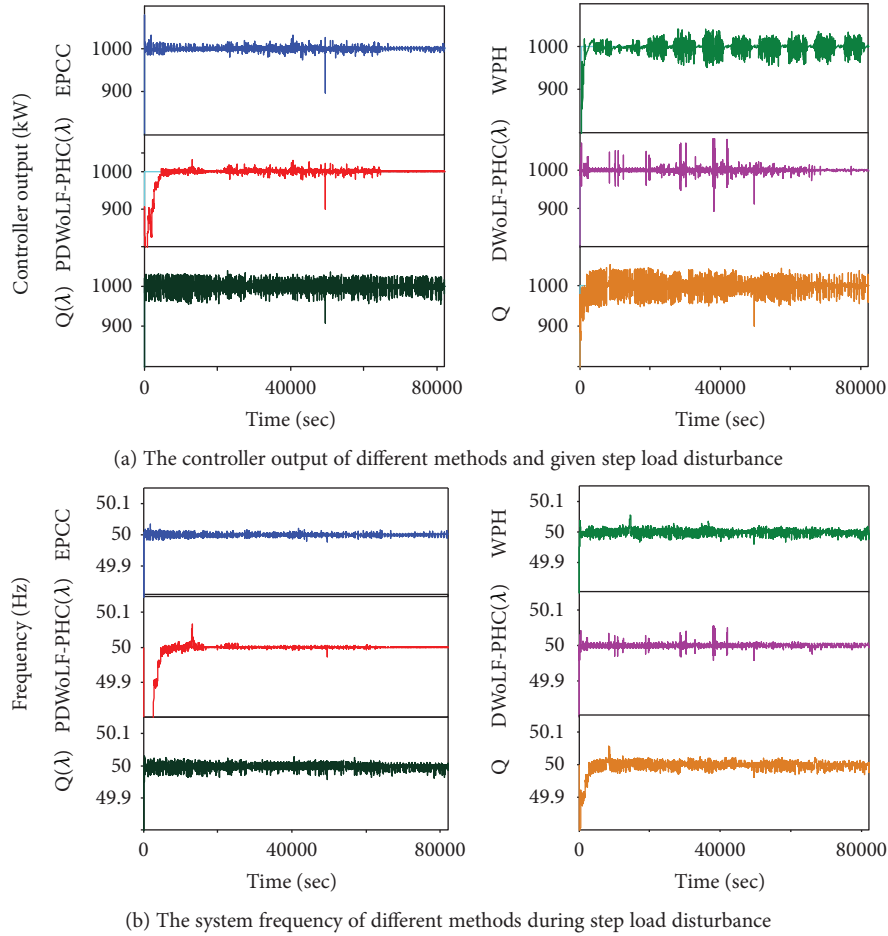 Controller output (kW)
EPCC
1000
900
PDWoLF-PHC(λ)
1000
900
Q(λ)
1000
900
0
40000
80000
Time (sec)
WPH
1000
900
DWoLF-PHC(λ)
1000
900
Q
1000
900
0
40000
80000
Time (sec)
(a) The controller output of different methods and given step load disturbance
Frequency (Hz)
EPCC
50.1
50
49.9
PDWoLF-PHC(λ)
50.1
50
49.9
Q(λ)
50.1
50
49.9
0
40000
80000
Time (sec)
WPH
50.1
50
49.9
DWoLF-PHC(λ)
50.1
50
49.9
Q
50.1
50
49.9
0
40000
80000
Time (sec)
(b) The system frequency of different methods during step load disturbance